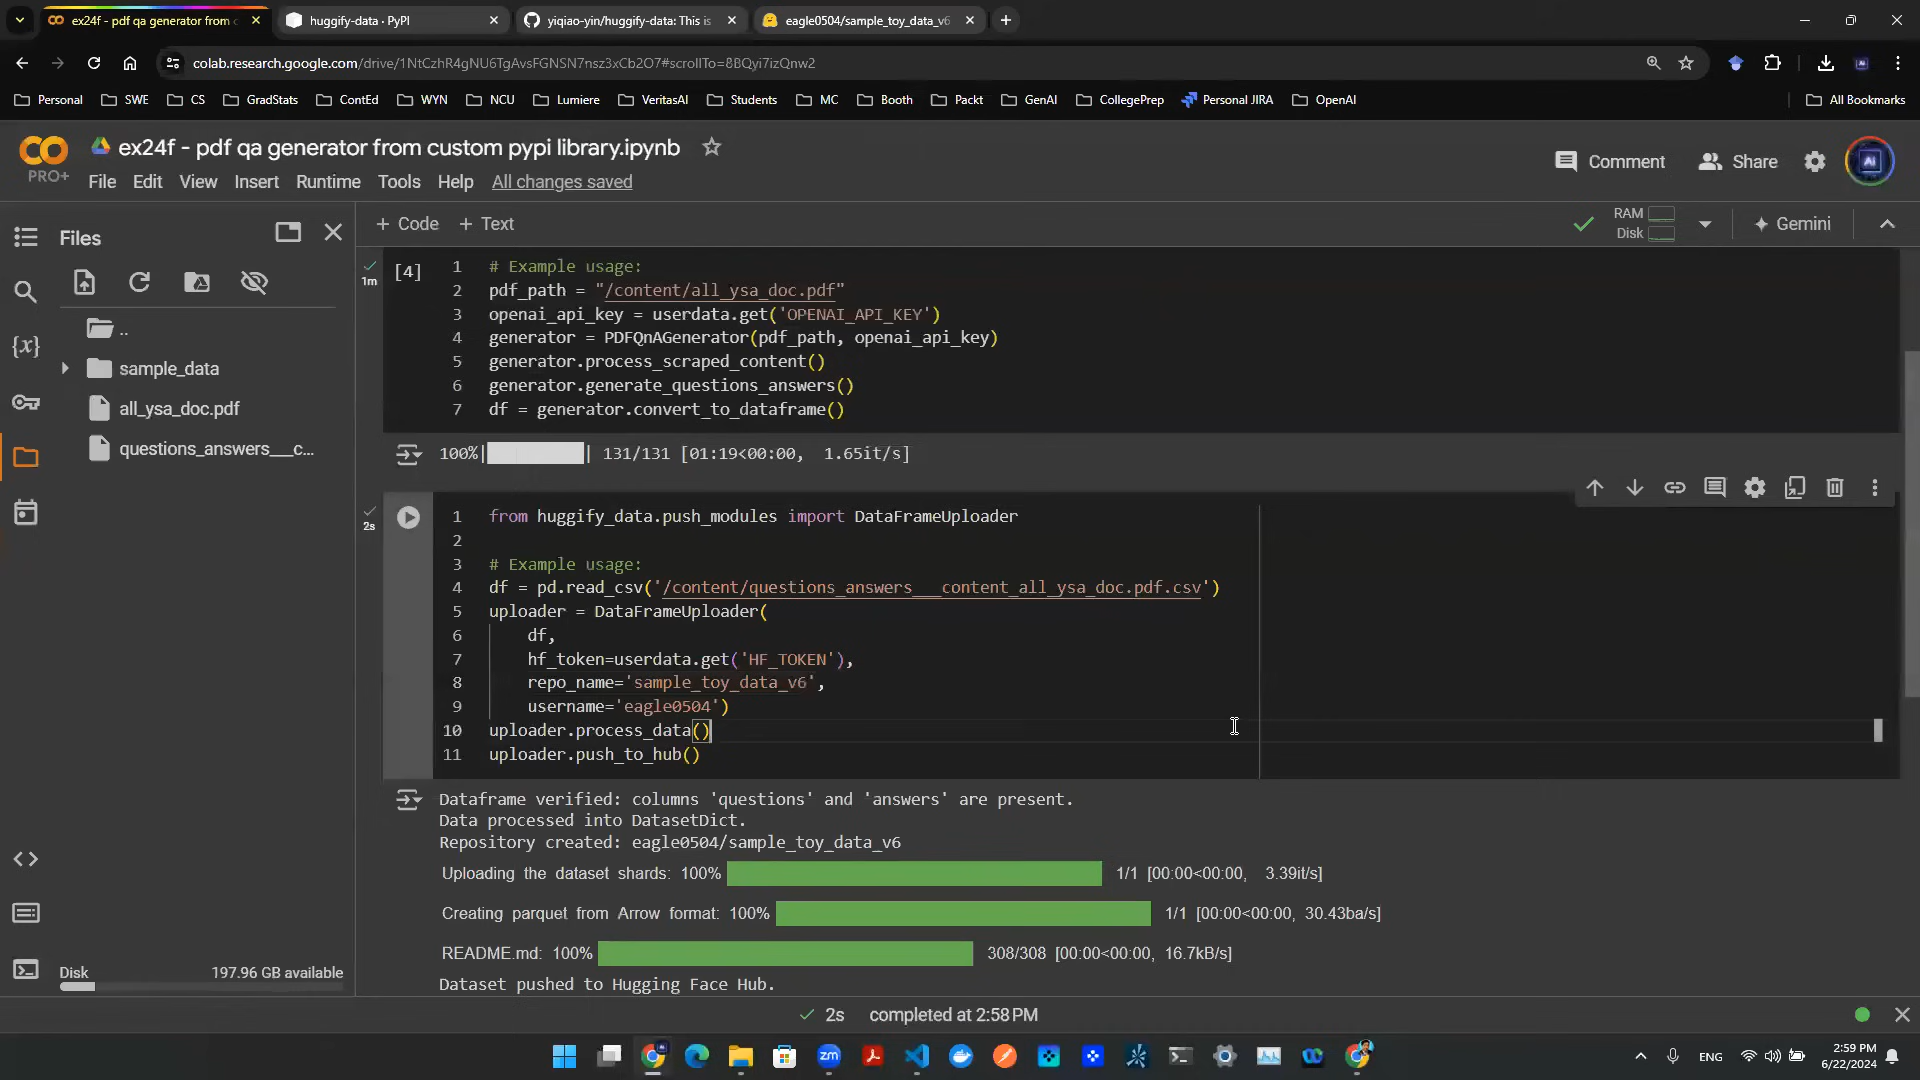 ex24f - pdf qa generator from c
huggify-data · PyPI
yiqiao-yin/huggify-data: This is
eagle0504/sample_toy_data_v6
colab.research.google.com/drive/1NtCzhR4gNU6TgAvsFGNSN7nsz3xCb2O7#scrollTo=8BQyi7izQnw2
Personal SWE CS GradStats ContEd WYN NCU Lumiere VeritasAI Students MC Booth Packt GenAI CollegePrep Personal JIRA OpenAI All Bookmarks
CO
PRO+
ex24f - pdf qa generator from custom pypi library.ipynb
Comment Share
File Edit View Insert Runtime Tools Help All changes saved
+ Code + Text
RAM
Disk
Gemini
Files
..
sample_data
all_ysa_doc.pdf
questions_answers___c...
Disk 197.96 GB available
1m
[4]
1 # Example usage:
2 pdf_path = "/content/all_ysa_doc.pdf"
3 openai_api_key = userdata.get('OPENAI_API_KEY')
4 generator = PDFQnAGenerator(pdf_path, openai_api_key)
5 generator.process_scraped_content()
6 generator.generate_questions_answers()
7 df = generator.convert_to_dataframe()
100%| | 131/131 [01:19<00:00, 1.65it/s]
2s
1 from huggify_data.push_modules import DataFrameUploader
2
3 # Example usage:
4 df = pd.read_csv('/content/questions_answers___content_all_ysa_doc.pdf.csv')
5 uploader = DataFrameUploader(
6 df,
7 hf_token=userdata.get('HF_TOKEN'),
8 repo_name='sample_toy_data_v6',
9 username='eagle0504')
10 uploader.process_data()
11 uploader.push_to_hub()
Dataframe verified: columns 'questions' and 'answers' are present.
Data processed into DatasetDict.
Repository created: eagle0504/sample_toy_data_v6
Uploading the dataset shards: 100% 1/1 [00:00<00:00, 3.39it/s]
Creating parquet from Arrow format: 100% 1/1 [00:00<00:00, 30.43ba/s]
README.md: 100% 308/308 [00:00<00:00, 16.7kB/s]
Dataset pushed to Hugging Face Hub.
2s completed at 2:58 PM
ENG
2:59 PM
6/22/2024